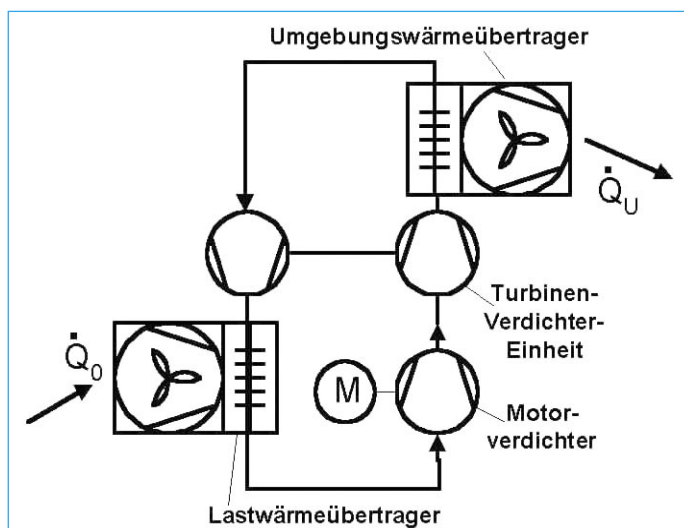 Umgebungswärmeübertrager
Q̇U
Turbinen-
Verdichter-
Einheit
Q̇0
M
Motor-
verdichter
Lastwärmeübertrager